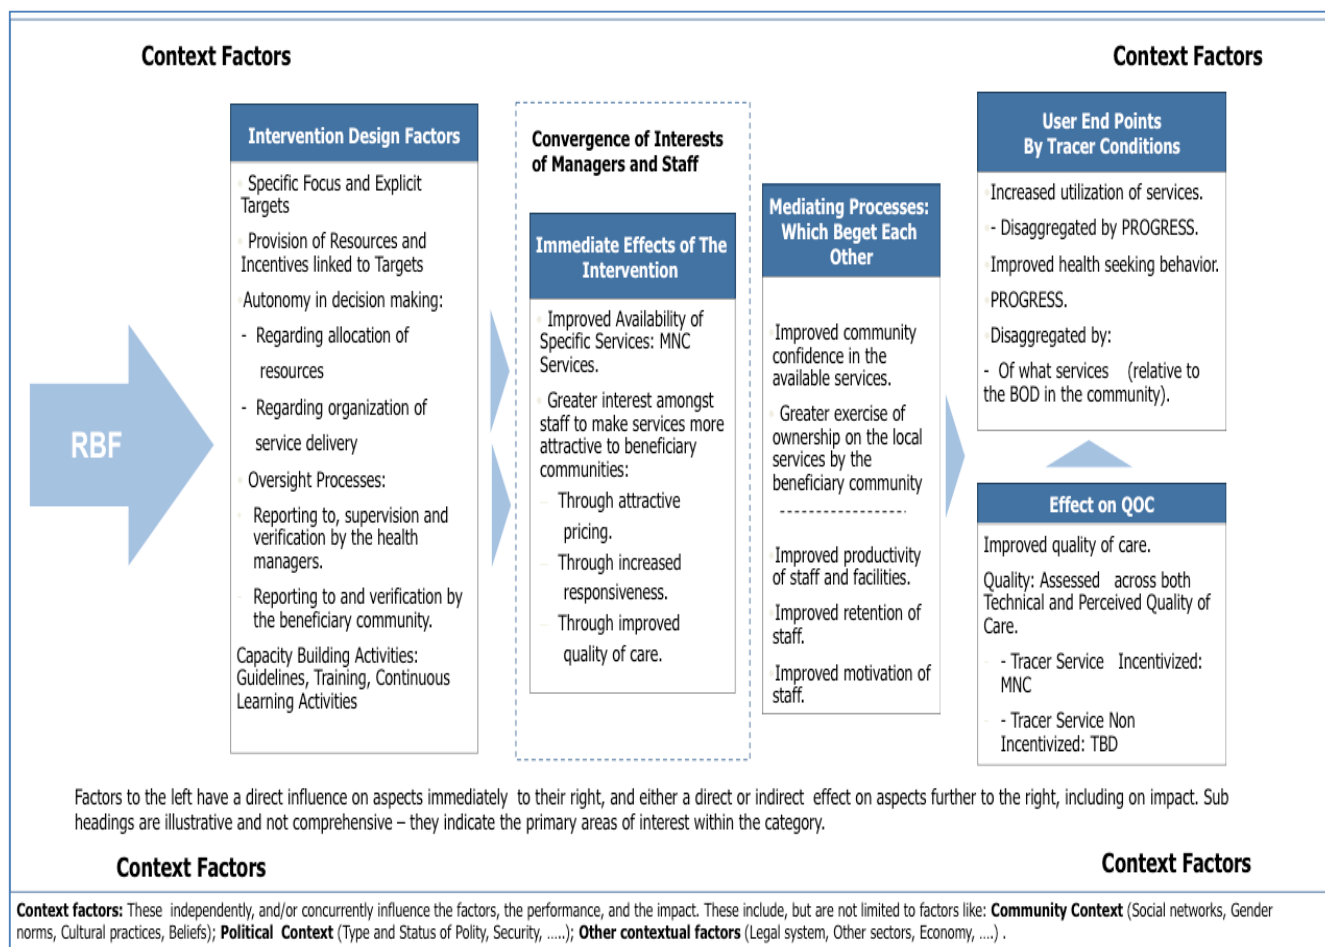 Context Factors
Context Factors
RBF
Intervention Design Factors
Specific Focus and Explicit
Targets
Provision of Resources and
Incentives linked to Targets
Autonomy in decision making:
- Regarding allocation of
resources
- Regarding organization of
service delivery
Oversight Processes:
Reporting to, supervision and
verification by the health
managers.
Reporting to and verification by
the beneficiary community.
Capacity Building Activities:
Guidelines, Training, Continuous
Learning Activities
Convergence of Interests
of Managers and Staff
Immediate Effects of The
Intervention
Improved Availability of
Specific Services: MNC
Services.
Greater interest amongst
staff to make services more
attractive to beneficiary
communities:
– Through attractive
pricing.
– Through increased
responsiveness.
– Through improved
quality of care.
Mediating Processes:
Which Beget Each
Other
Improved community
confidence in the
available services.
Greater exercise of
ownership on the local
services by the
beneficiary community
---------------
Improved productivity
of staff and facilities.
Improved retention of
staff.
Improved motivation of
staff.
User End Points
By Tracer Conditions
Increased utilization of services.
- Disaggregated by PROGRESS.
Improved health seeking behavior.
PROGRESS.
Disaggregated by:
- Of what services (relative to
the BOD in the community).
Effect on QOC
Improved quality of care.
Quality: Assessed across both
Technical and Perceived Quality of
Care.
– - Tracer Service Incentivized:
MNC
– - Tracer Service Non
Incentivized: TBD
Factors to the left have a direct influence on aspects immediately to their right, and either a direct or indirect effect on aspects further to the right, including on impact. Sub
headings are illustrative and not comprehensive – they indicate the primary areas of interest within the category.
Context Factors
Context Factors
Context factors: These independently, and/or concurrently influence the factors, the performance, and the impact. These include, but are not limited to factors like: Community Context (Social networks, Gender
norms, Cultural practices, Beliefs); Political Context (Type and Status of Polity, Security, .....); Other contextual factors (Legal system, Other sectors, Economy, ....) .